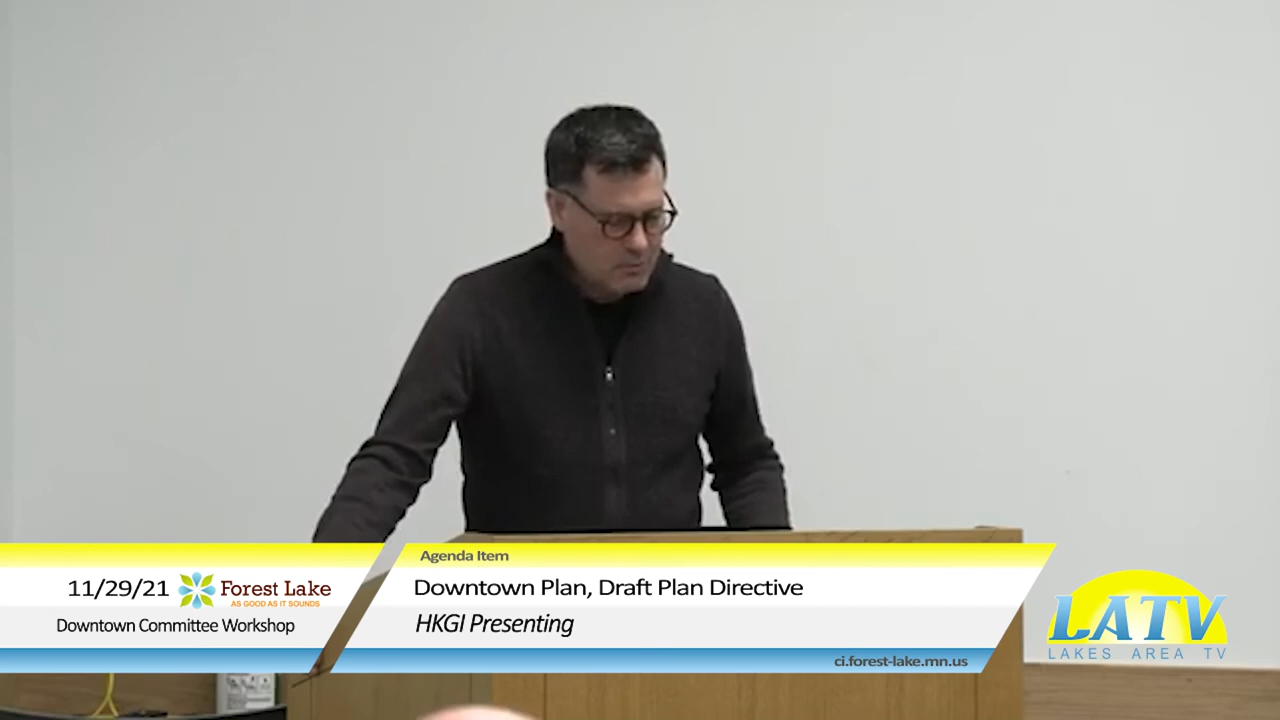 Agenda Item
11/29/21
Forest Lake
AS GOOD AS IT SOUNDS
Downtown Plan, Draft Plan Directive
Downtown Committee Workshop
HKGI Presenting
ci.forest-lake.mn.us
LATV
LAKES AREA TV